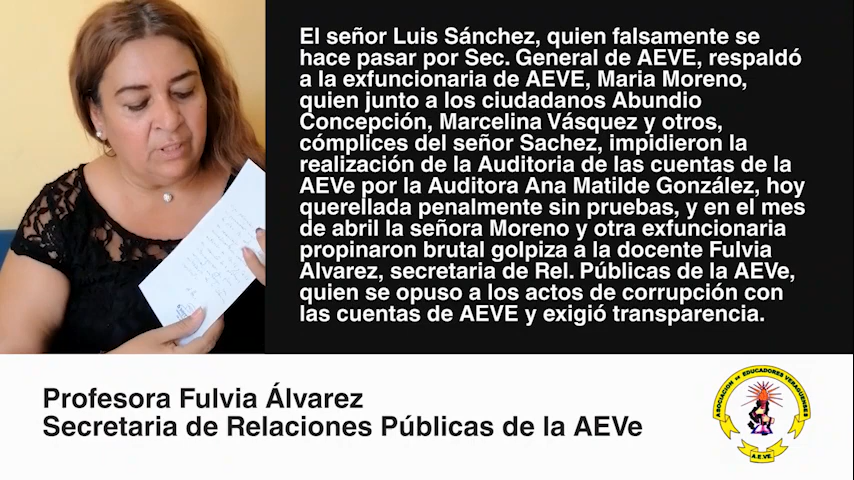 El señor Luis Sánchez, quien falsamente se
hace pasar por Sec. General de AEVE, respaldó
a la exfuncionaria de AEVE, Maria Moreno,
quien junto a los ciudadanos Abundio
Concepción, Marcelina Vásquez y otros,
cómplices del señor Sachez, impidieron la
realización de la Auditoria de las cuentas de la
AEVe por la Auditora Ana Matilde González, hoy
querellada penalmente sin pruebas, y en el mes
de abril la señora Moreno y otra exfuncionaria
propinaron brutal golpiza a la docente Fulvia
Alvarez, secretaria de Rel. Públicas de la AEVe,
quien se opuso a los actos de corrupción con
las cuentas de AEVE y exigió transparencia.
Profesora Fulvia Álvarez
Secretaria de Relaciones Públicas de la AEVe
ASOCIACION DE EDUCADORES VERAGÜENSES
A.E.VE.